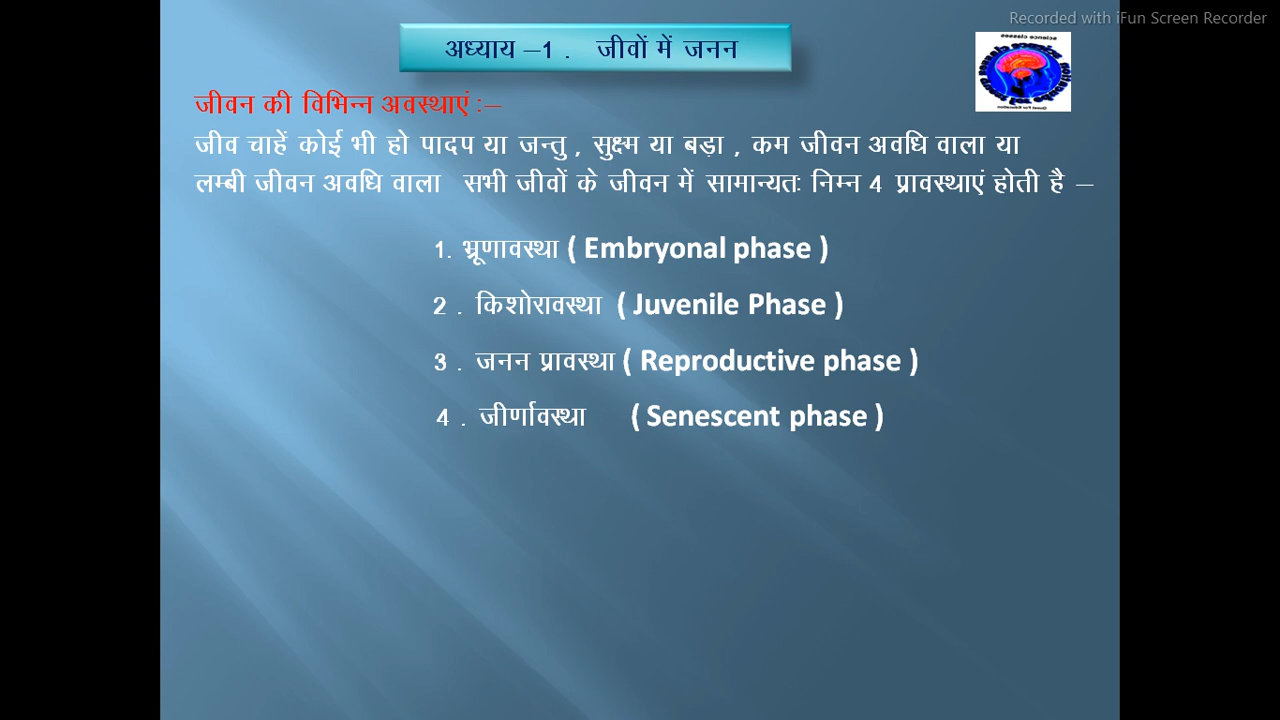 Recorded with iFun Screen Recorder
अध्याय –1 . जीवों में जनन
science classes
जीवन की विभिन्न अवस्थाएं :–
जीव चाहें कोई भी हो पादप या जन्तु , सुक्ष्म या बड़ा , कम जीवन अवधि वाला या
लम्बी जीवन अवधि वाला सभी जीवों के जीवन में सामान्यतः निम्न 4 प्रावस्थाएं होती है –
1. भ्रूणावस्था ( Embryonal phase )
2 . किशोरावस्था ( Juvenile Phase )
3 . जनन प्रावस्था ( Reproductive phase )
4 . जीर्णावस्था ( Senescent phase )